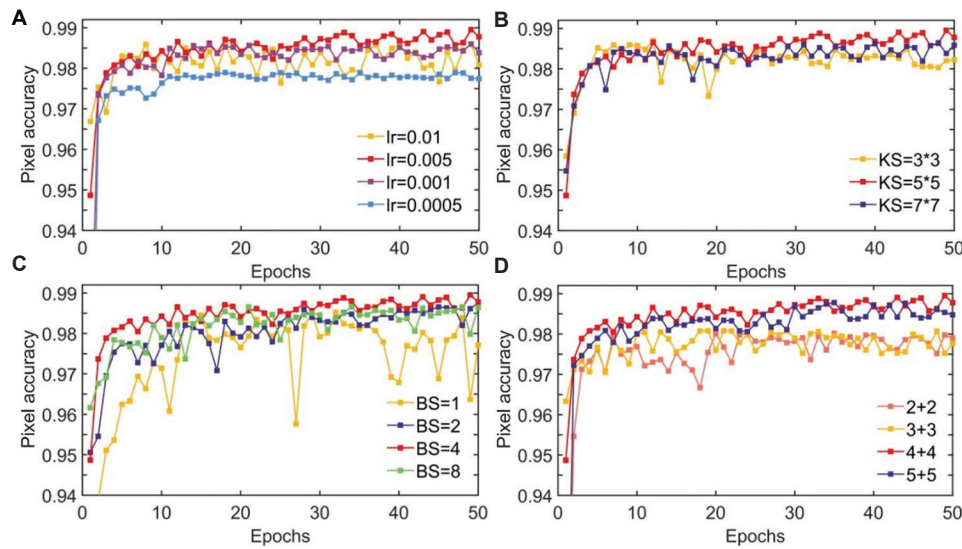 A
0.99
0.98
0.97
0.96
0.95
0.94
Pixel accuracy
lr=0.01
lr=0.005
lr=0.001
lr=0.0005
0 10 20 30 40 50
Epochs
B
0.99
0.98
0.97
0.96
0.95
0.94
Pixel accuracy
KS=3*3
KS=5*5
KS=7*7
0 10 20 30 40 50
Epochs
C
0.99
0.98
0.97
0.96
0.95
0.94
Pixel accuracy
BS=1
BS=2
BS=4
BS=8
0 10 20 30 40 50
Epochs
D
0.99
0.98
0.97
0.96
0.95
0.94
Pixel accuracy
2+2
3+3
4+4
5+5
0 10 20 30 40 50
Epochs